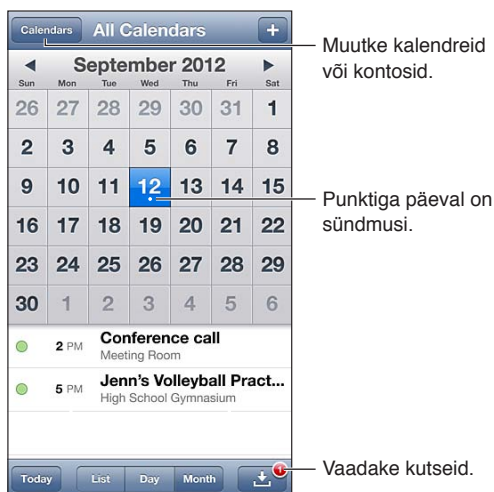 Calendars All Calendars +
Muutke kalendreid
või kontosid.
September 2012
Sun Mon Tue Wed Thu Fri Sat
26 27 28 29 30 31 1
2 3 4 5 6 7 8
9 10 11 12 13 14 15
Punktiga päeval on
sündmusi.
16 17 18 19 20 21 22
23 24 25 26 27 28 29
30 1 2 3 4 5 6
2 PM Conference call
Meeting Room
5 PM Jenn's Volleyball Pract...
High School Gymnasium
Today List Day Month 1
Vaadake kutseid.